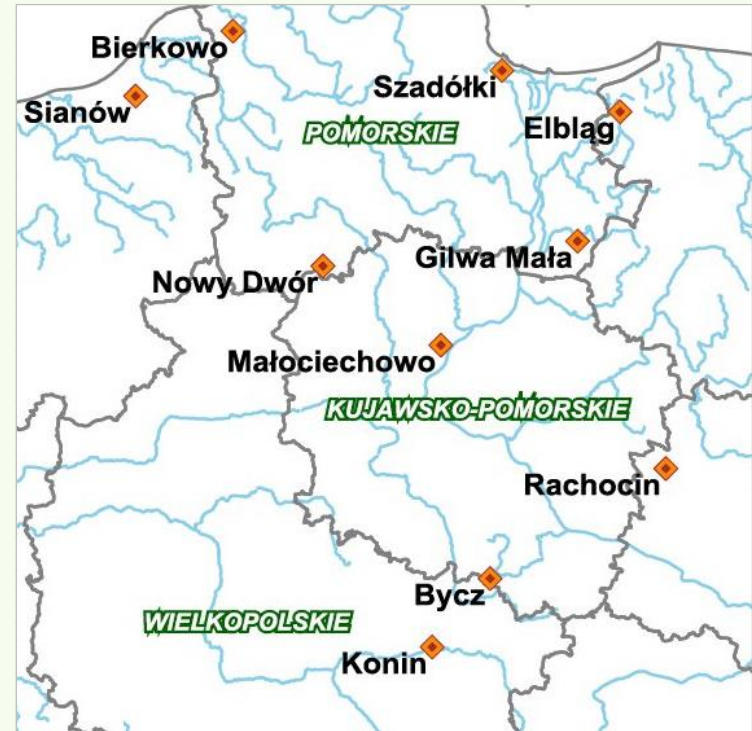 Bierkowo
Szadółki
Sianów
POMORSKIE
Elbląg
Gilwa Mała
Nowy Dwór
Małociechowo
KUJAWSKO-POMORSKIE
Rachocin
Bycz
WIELKOPOLSKIE
Konin